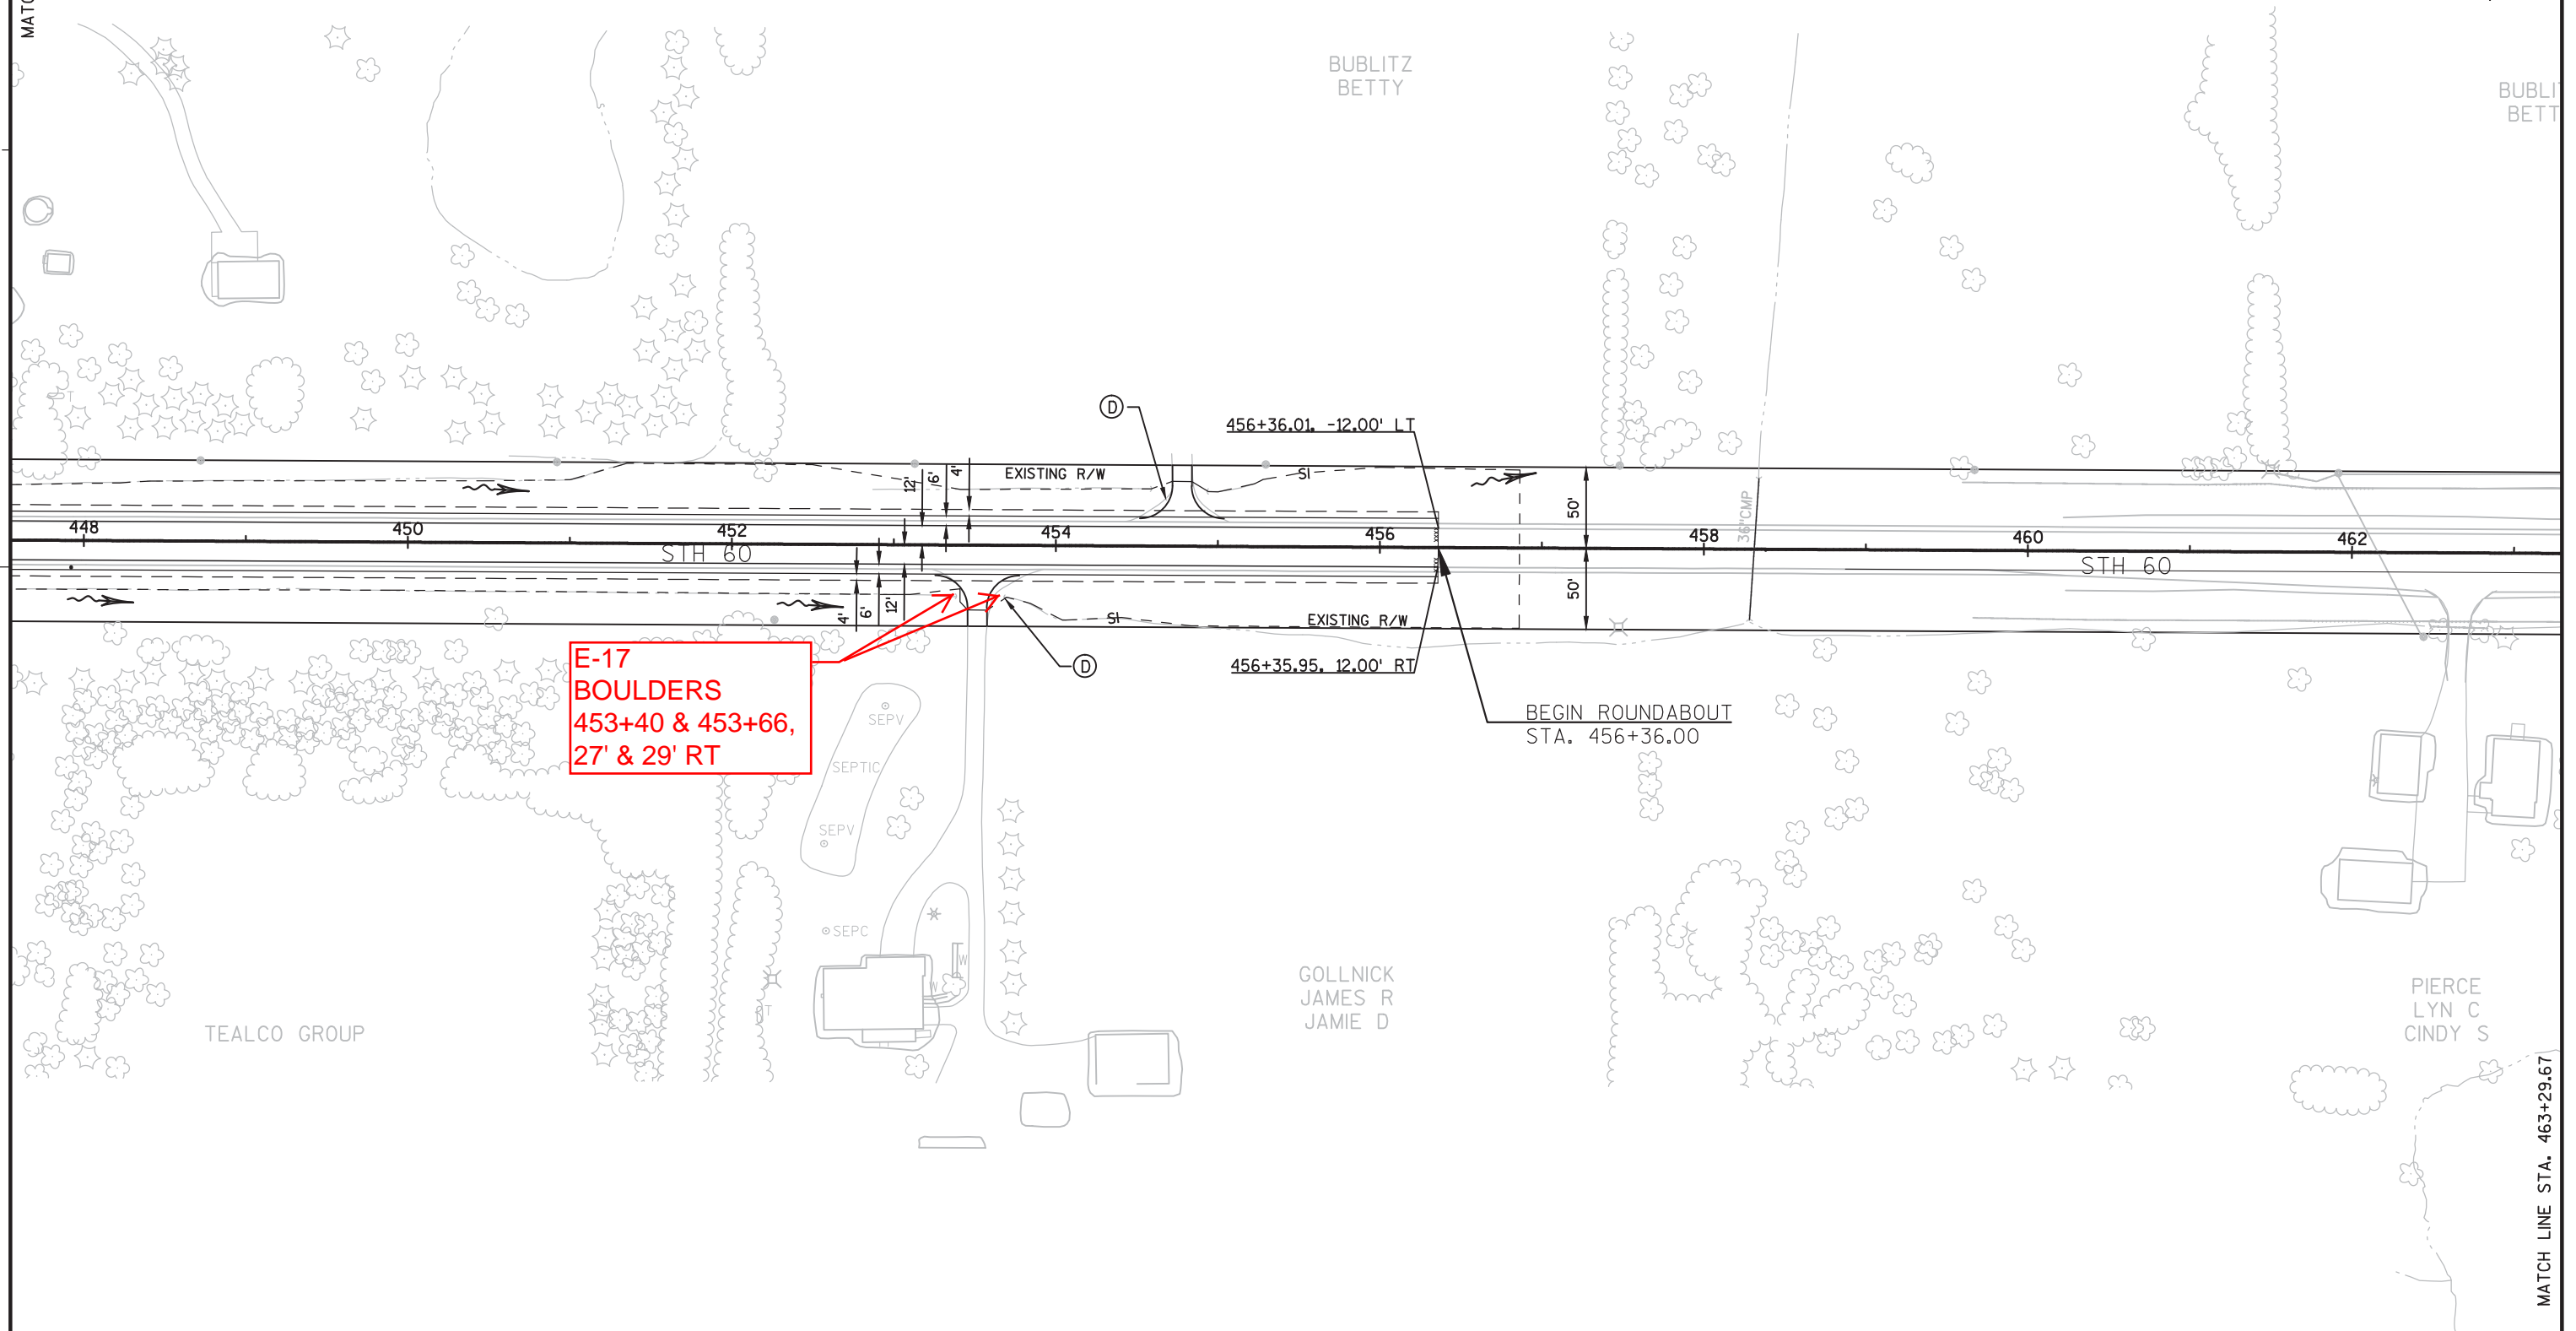 MATC
BUBLITZ
BETTY
BUBLI
BETT
T
D
456+36.01. -12.00' LT
EXISTING R/W
SI
12'
6'
4'
50'
36"CMP
448
450
452
454
456
458
460
462
STH 60
STH 60
4'
6'
12'
50'
SI
EXISTING R/W
D
456+35.95. 12.00' RT
E-17
BOULDERS
453+40 & 453+66,
27' & 29' RT
BEGIN ROUNDABOUT
STA. 456+36.00
SEPV
SEPTIC
SEPV
SEPC
W
W
T
GOLLNICK
JAMES R
JAMIE D
TEALCO GROUP
PIERCE
LYN C
CINDY S
MATCH LINE STA. 463+29.67